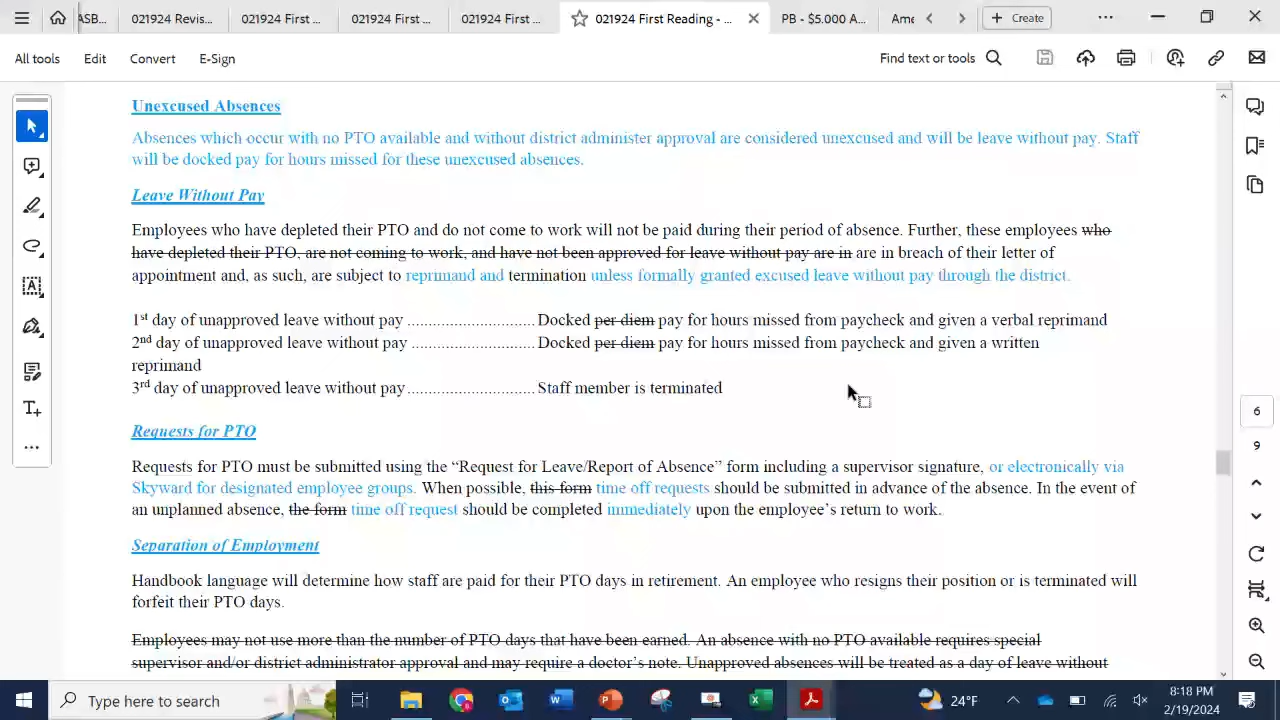 ASB...
021924 Revis...
021924 First ...
021924 First ...
021924 First ...
021924 First Reading - ...
PB - $5.000 A...
Ame
Create
All tools
Edit
Convert
E-Sign
Find text or tools
Unexcused Absences
Absences which occur with no PTO available and without district administer approval are considered unexcused and will be leave without pay. Staff
will be docked pay for hours missed for these unexcused absences.
Leave Without Pay
Employees who have depleted their PTO and do not come to work will not be paid during their period of absence. Further, these employees who
have depleted their PTO, are not coming to work, and have not been approved for leave without pay are in are in breach of their letter of
appointment and, as such, are subject to reprimand and termination unless formally granted excused leave without pay through the district.
1st day of unapproved leave without pay ........................... Docked per diem pay for hours missed from paycheck and given a verbal reprimand
2nd day of unapproved leave without pay .......................... Docked per diem pay for hours missed from paycheck and given a written
reprimand
3rd day of unapproved leave without pay........................... Staff member is terminated
Requests for PTO
Requests for PTO must be submitted using the “Request for Leave/Report of Absence” form including a supervisor signature, or electronically via
Skyward for designated employee groups. When possible, this form time off requests should be submitted in advance of the absence. In the event of
an unplanned absence, the form time off request should be completed immediately upon the employee’s return to work.
Separation of Employment
Handbook language will determine how staff are paid for their PTO days in retirement. An employee who resigns their position or is terminated will
forfeit their PTO days.
Employees may not use more than the number of PTO days that have been earned. An absence with no PTO available requires special
supervisor and/or district administrator approval and may require a doctor’s note. Unapproved absences will be treated as a day of leave without
6
9
Type here to search
24°F
8:18 PM
2/19/2024